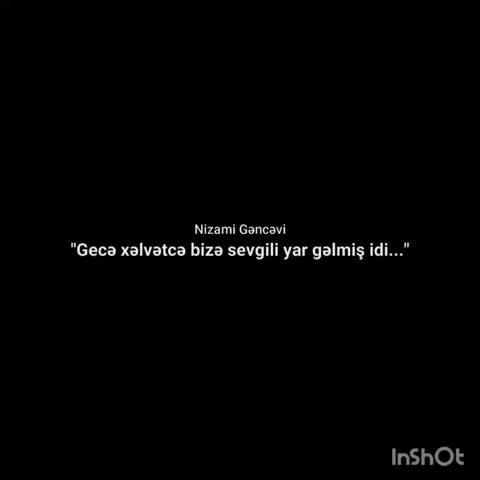 Nizami Gəncəvi
"Gecə xəlvətcə bizə sevgili yar gəlmiş idi..."
InShOt